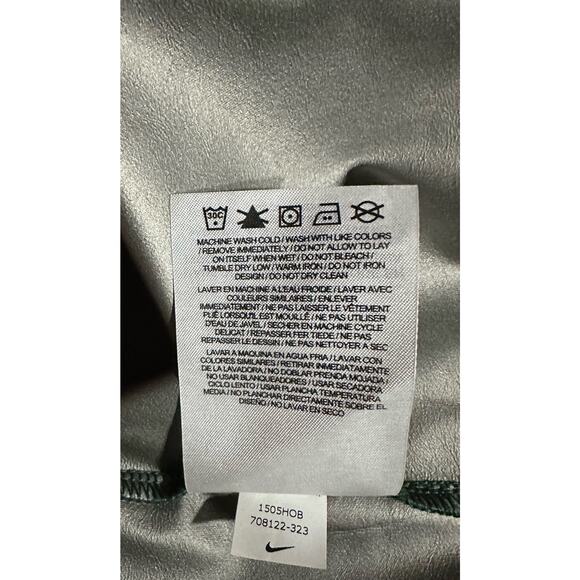 30C
MACHINE WASH COLD / WASH WITH LIKE COLORS
/ REMOVE IMMEDIATELY / DO NOT ALLOW TO LAY
ON ITSELF WHEN WET / DO NOT BLEACH /
TUMBLE DRY LOW / WARM IRON / DO NOT IRON
DESIGN / DO NOT DRY CLEAN
LAVER EN MACHINE A L'EAU FROIDE / LAVER AVEC
COULEURS SIMILAIRES / ENLEVER
IMMEDIATEMENT / NE PAS LAISSER LE VÊTEMENT
PLIÉ LORSQU'IL EST MOUILLÉ / NE PAS UTILISER
D'EAU DE JAVEL / SECHER EN MACHINE CYCLE
DELICAT / REPASSER FER TIEDE / NE PAS
REPASSER LE DESSIN / NE PAS NETTOYER A SEC
LAVAR A MAQUINA EN AGUA FRIA / LAVAR CON
COLORES SIMILARES / RETIRAR INMEDIATAMENTE
DE LA LAVADORA / NO DOBLAR PRENDA MOJADA /
NO USAR BLANQUEADORES / USAR SECADORA
CICLO LENTO / USAR PLANCHA TEMPERATURA
MEDIA / NO PLANCHAR DIRECTAMENTE SOBRE EL
DISEÑO / NO LAVAR EN SECO
1505HOB
708122-323